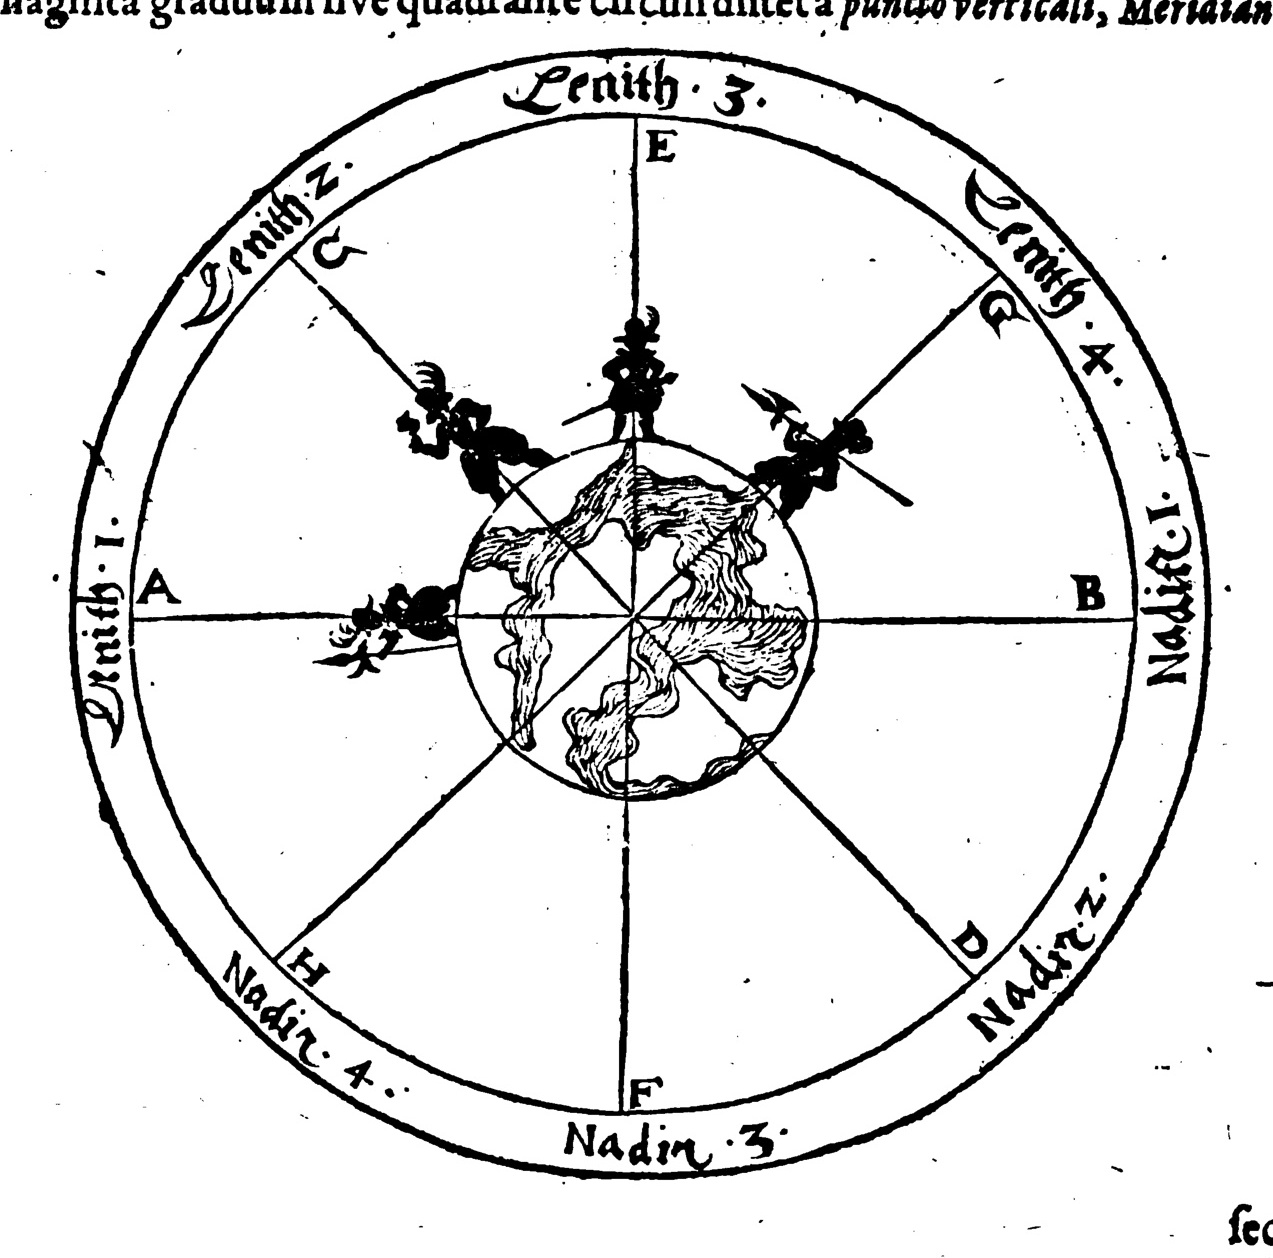 graduum sive quadrante circuli distet a puncto verticali, Meridian
Zenith · 3.
E
Zenith · 2.
C
Zenith · 4.
G
Zenith · 1.
A
B
Nadir · 1.
D
Nadir · 2.
H
Nadir · 4.
F
Nadir · 3.
sec